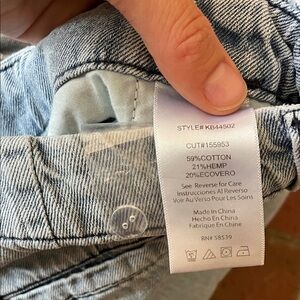 STYLE# KB44502
CUT#155953
59%COTTON
21%HEMP
20%ECOVERO
See Reverse for Care
Instrucciones Al Reverso
Voir Au Verso Pour Les Soins
Made In China
Hecho En China
Fabrique En Chine
RN# 58539